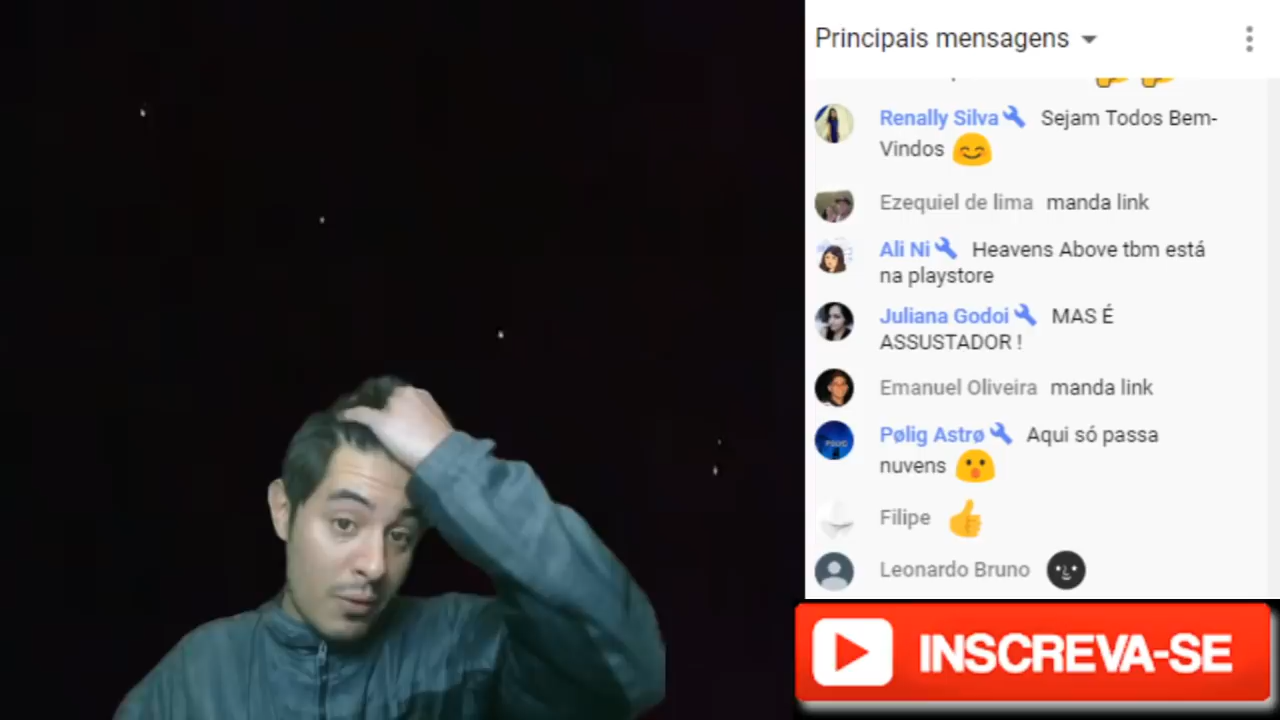 Principais mensagens
Renally Silva Sejam Todos Bem-
Vindos
Ezequiel de lima manda link
Ali Ni Heavens Above tbm está
na playstore
Juliana Godoi MAS É
ASSUSTADOR !
Emanuel Oliveira manda link
Pølig Astrø Aqui só passa
nuvens
Filipe
Leonardo Bruno
INSCREVA-SE